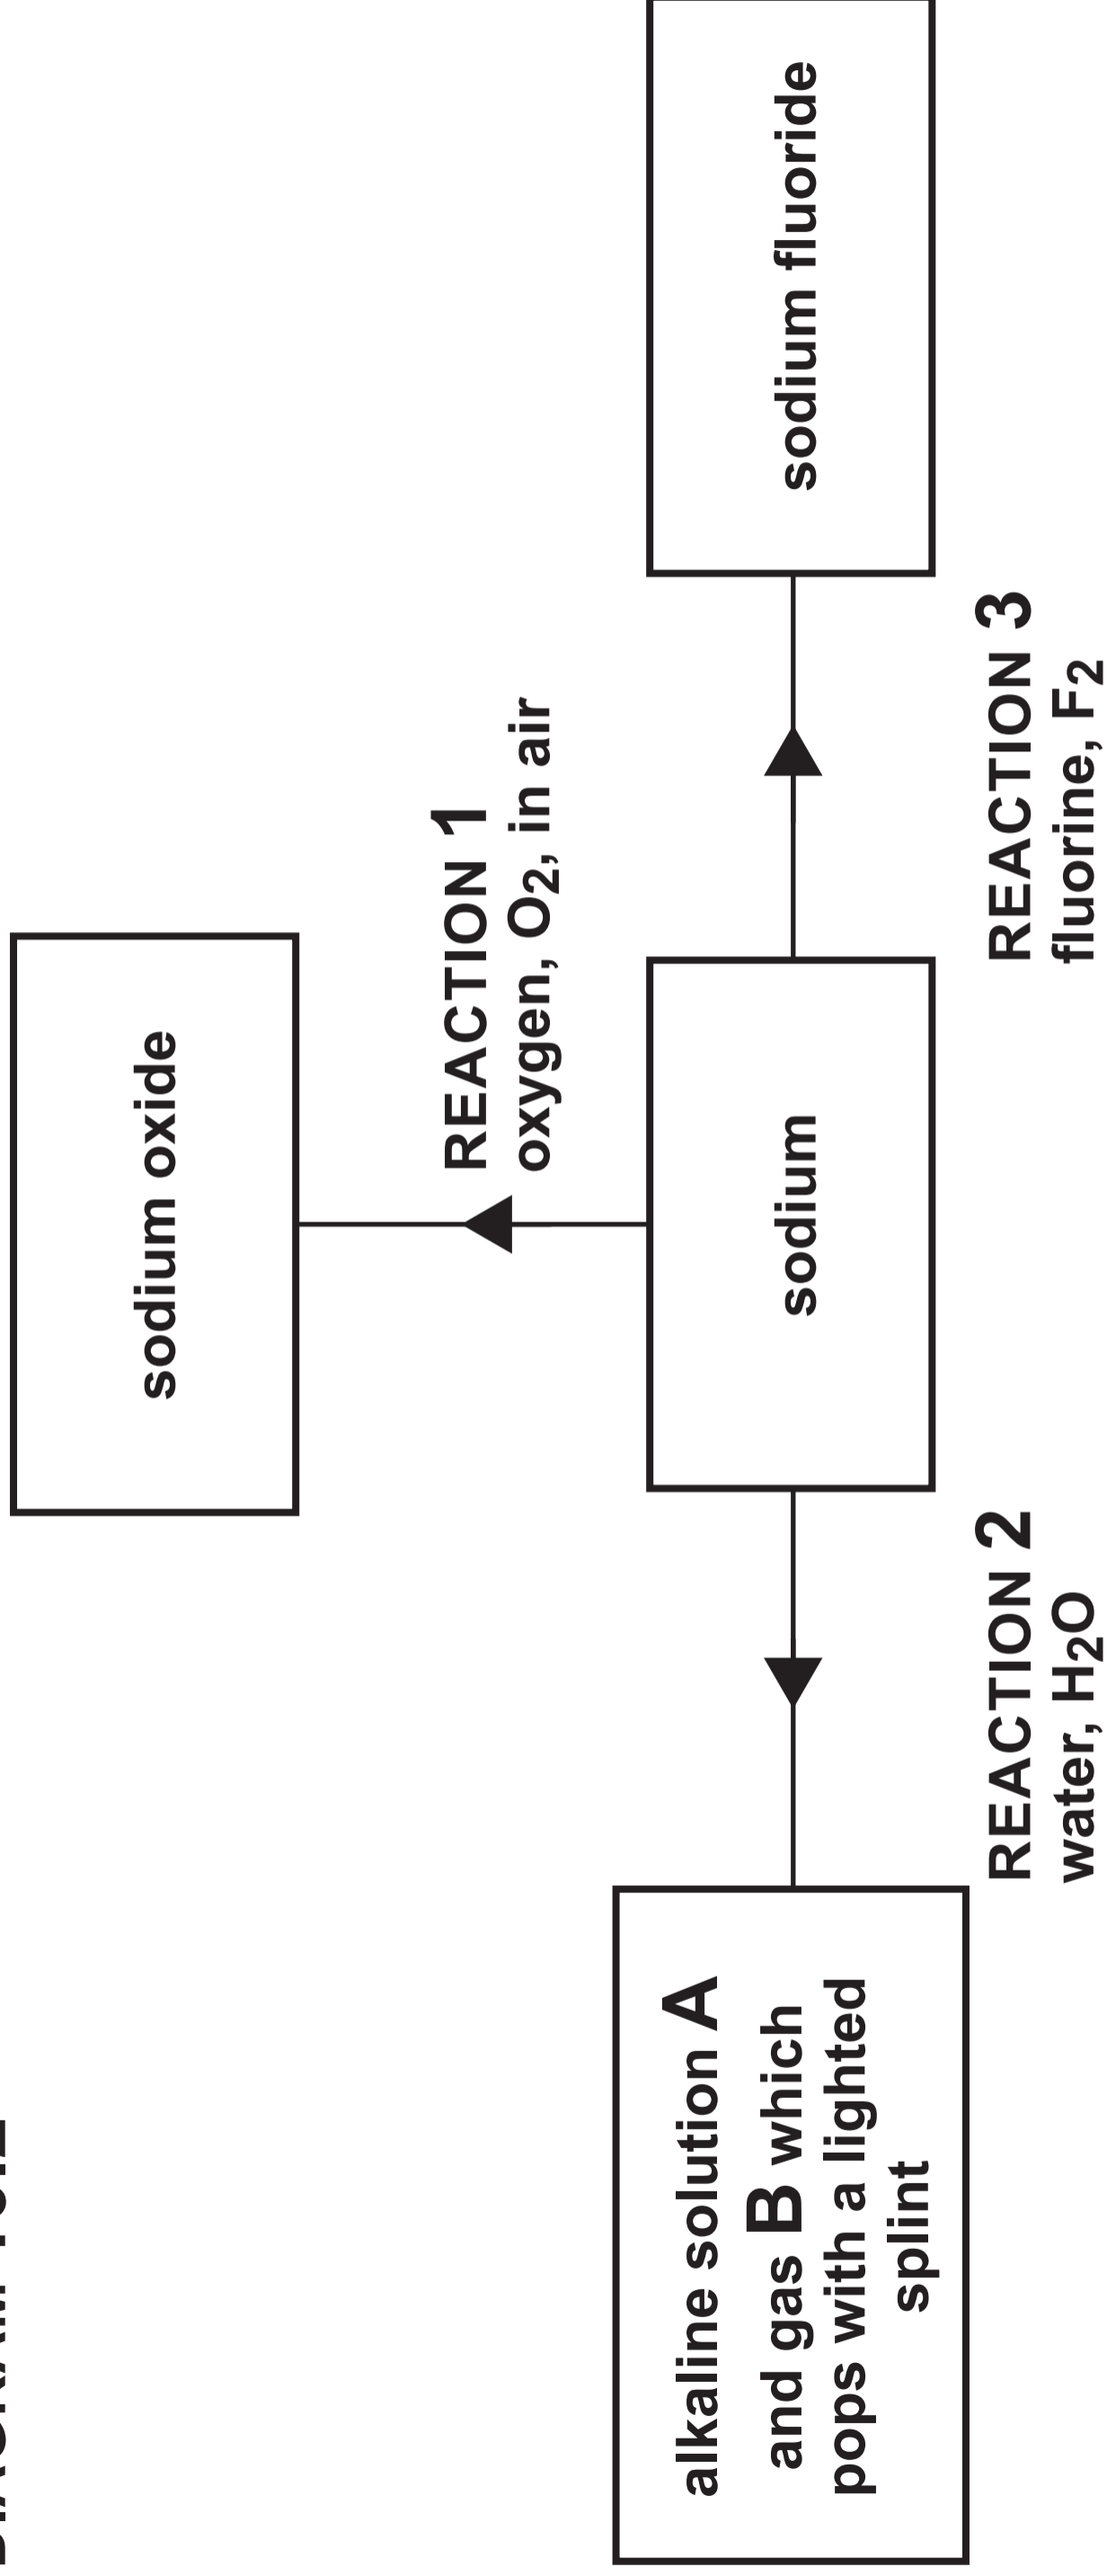 sodium oxide
REACTION 1
oxygen, O₂, in air
alkaline solution A
and gas B which
pops with a lighted
splint
sodium
sodium fluoride
REACTION 2
water, H₂O
REACTION 3
fluorine, F₂